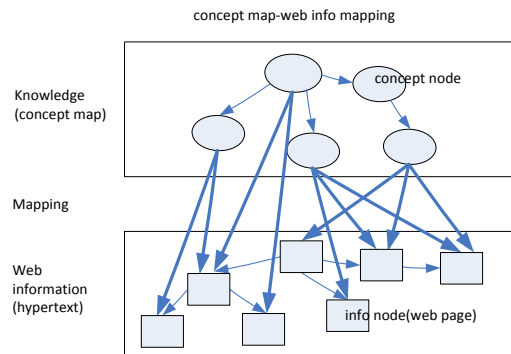 concept map-web info mapping
concept node
Knowledge
(concept map)
Mapping
Web
information
(hypertext)
info node(web page)